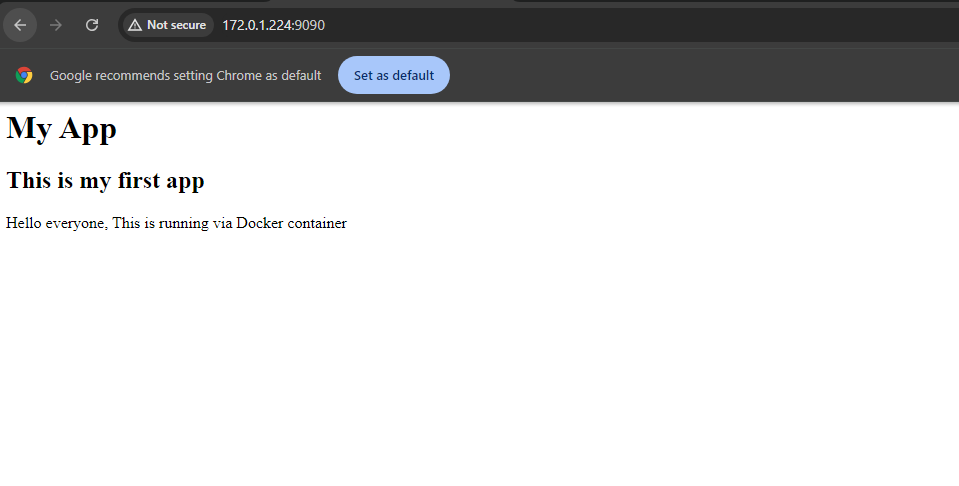 Not secure 172.0.1.224:9090
Google recommends setting Chrome as default Set as default
My App
This is my first app
Hello everyone, This is running via Docker container